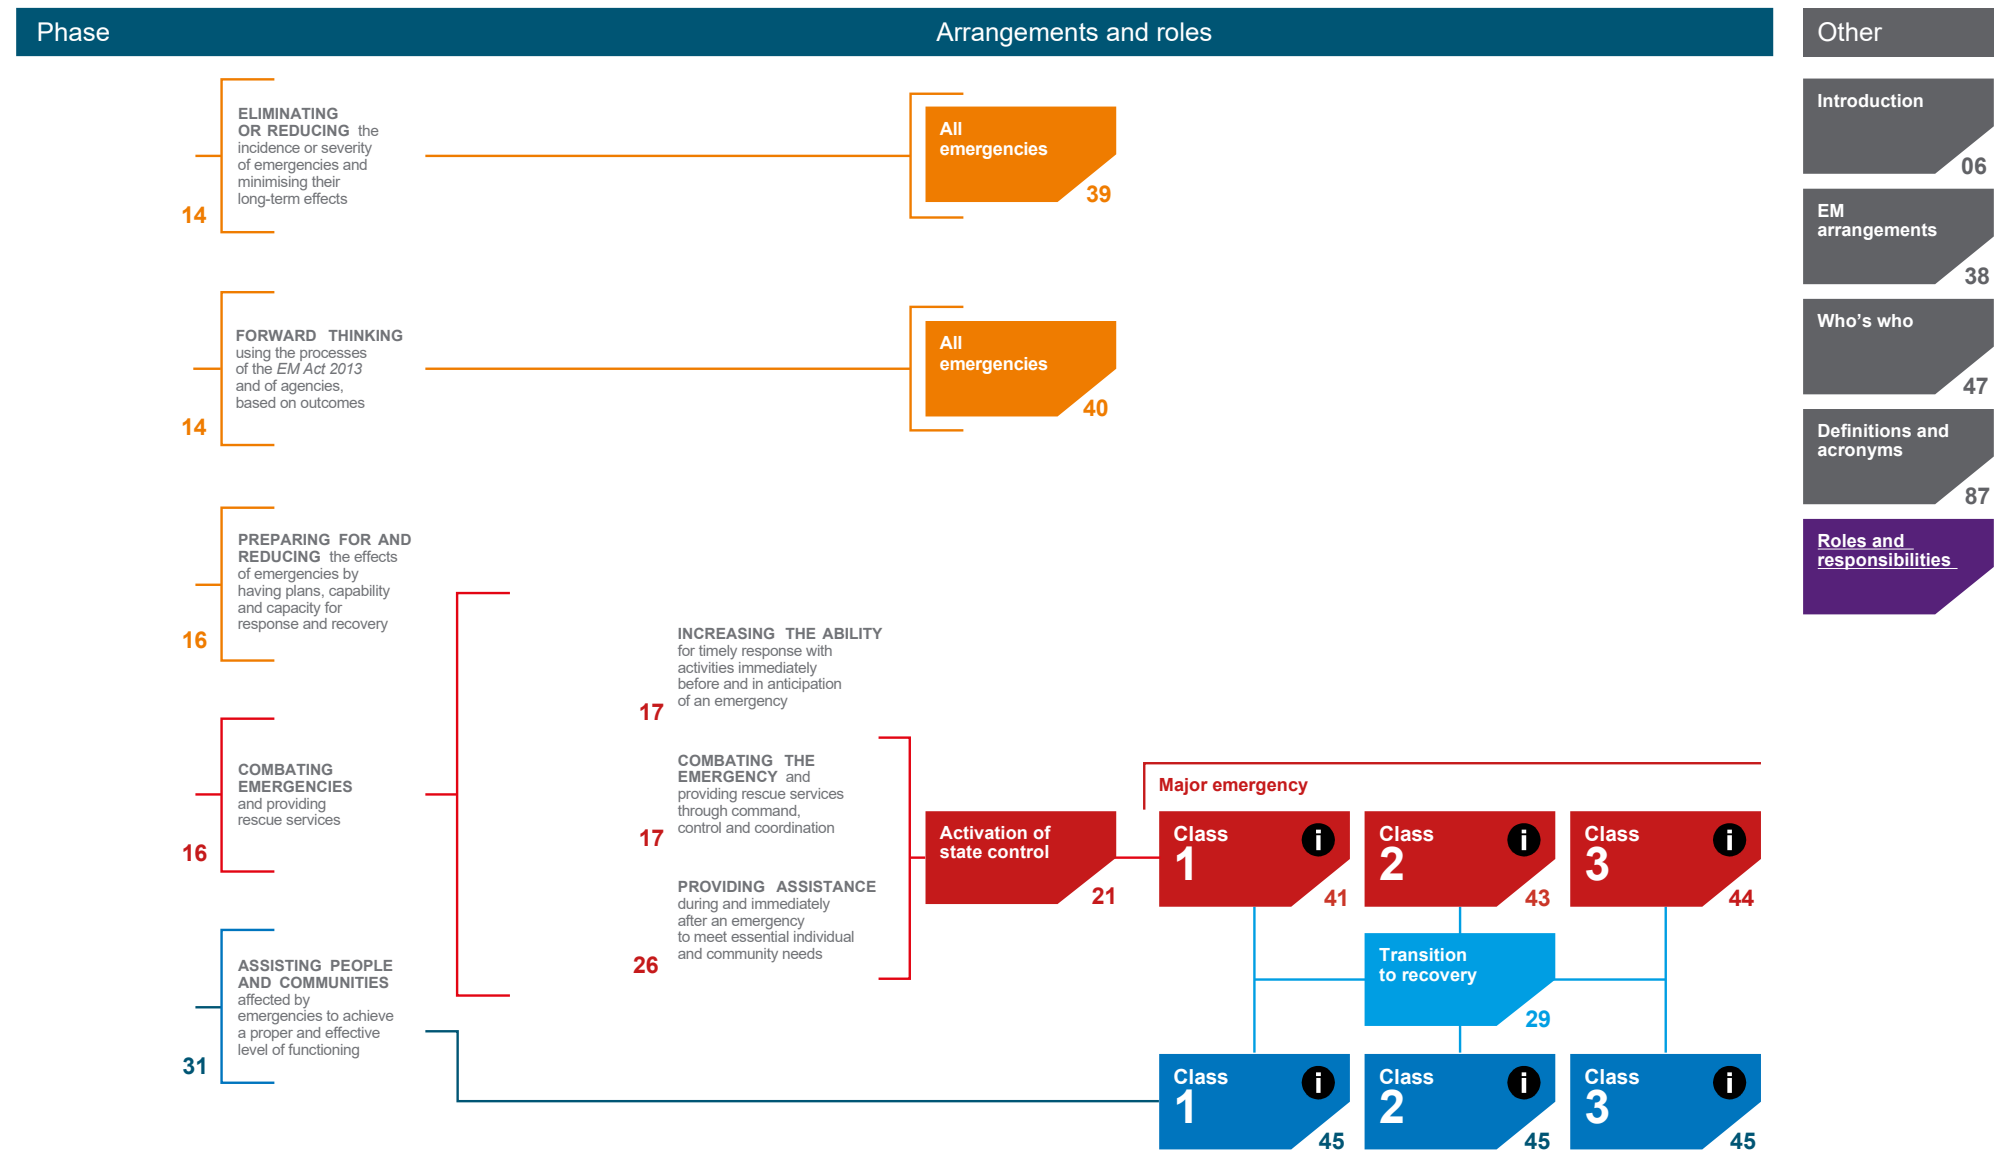 Phase
Arrangements and roles
Other
ELIMINATING
OR REDUCING the
incidence or severity
of emergencies and
minimising their
long-term effects
14
All
emergencies
39
FORWARD THINKING
using the processes
of the EM Act 2013
and of agencies,
based on outcomes
14
All
emergencies
40
PREPARING FOR AND
REDUCING the effects
of emergencies by
having plans, capability
and capacity for
response and recovery
16
COMBATING
EMERGENCIES
and providing
rescue services
16
INCREASING THE ABILITY
for timely response with
activities immediately
before and in anticipation
of an emergency
17
COMBATING THE
EMERGENCY and
providing rescue services
through command,
control and coordination
17
PROVIDING ASSISTANCE
during and immediately
after an emergency
to meet essential individual
and community needs
26
Activation of
state control
21
Major emergency
Class
1
i
41
Class
2
i
43
Class
3
i
44
Transition
to recovery
29
ASSISTING PEOPLE
AND COMMUNITIES
affected by
emergencies to achieve
a proper and effective
level of functioning
31
Class
1
i
45
Class
2
i
45
Class
3
i
45
Introduction
06
EM
arrangements
38
Who's who
47
Definitions and
acronyms
87
Roles and
responsibilities